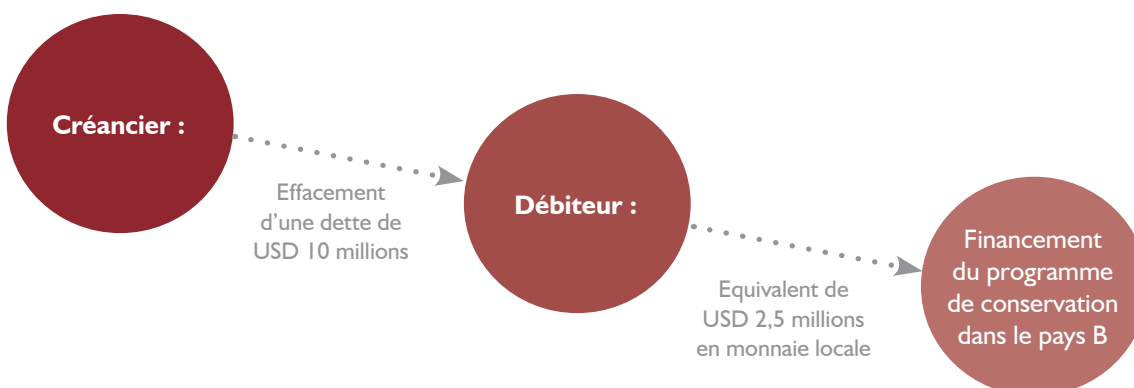 Créancier :
Effacement
d'une dette de
USD 10 millions
Débiteur :
Equivalent de
USD 2,5 millions
en monnaie locale
Financement
du programme
de conservation
dans le pays B